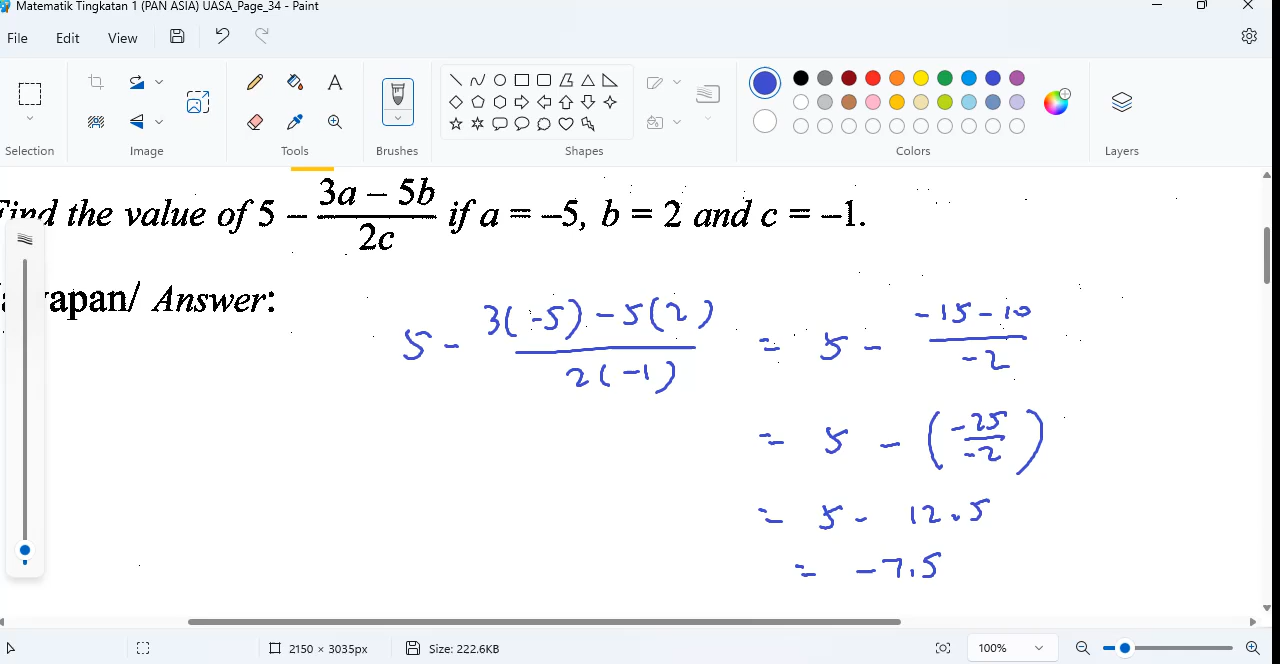 Matematik Tingkatan 1 (PAN ASIA) UASA_Page_34 - Paint
File Edit View
Selection Image Tools Brushes Shapes Colors Layers
Find the value of 5 – (3a – 5b)/(2c) if a = –5, b = 2 and c = –1.
apan/ Answer:
5 - (3(-5) - 5(2))/(2(-1)) = 5 - (-15 - 10)/(-2)
= 5 - (-25/-2)
= 5 - 12.5
= -7.5
2150 × 3035px Size: 222.6KB 100%